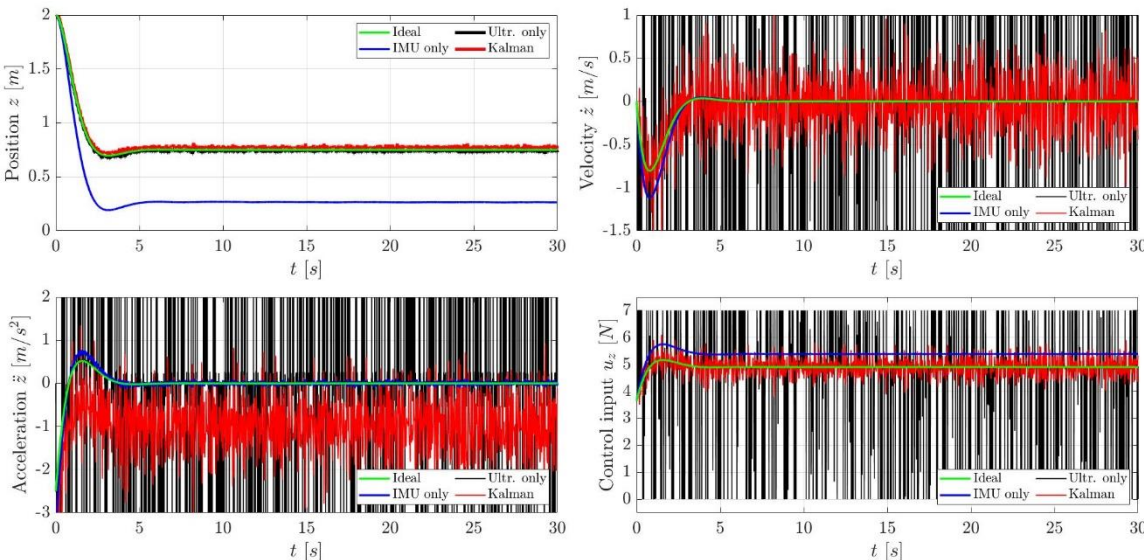 Position z [m]
2
1.5
1
0.5
0
Ideal
IMU only
Ultr. only
Kalman
0 5 10 15 20 25 30
t [s]
Velocity ż [m/s]
1
0.5
0
-0.5
-1
-1.5
Ideal
IMU only
Ultr. only
Kalman
0 5 10 15 20 25 30
t [s]
Acceleration z̈ [m/s²]
2
1
0
-1
-2
-3
Ideal
IMU only
Ultr. only
Kalman
0 5 10 15 20 25 30
t [s]
Control input u_z [N]
7
6
5
4
3
2
1
0
Ideal
IMU only
Ultr. only
Kalman
0 5 10 15 20 25 30
t [s]